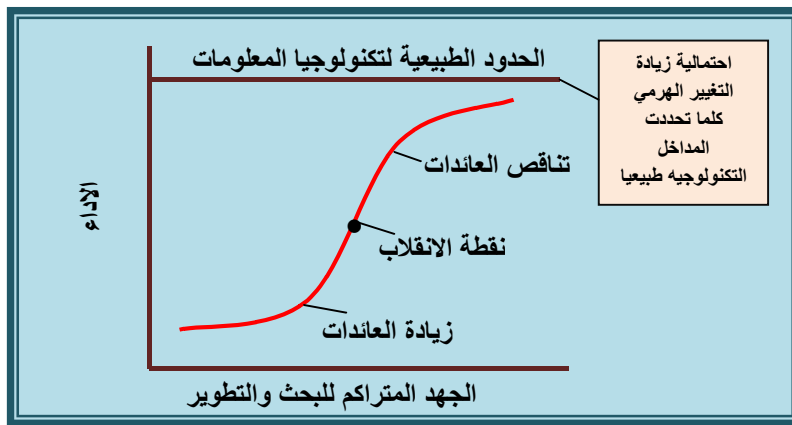 الحدود الطبيعية لتكنولوجيا المعلومات
احتمالية زيادة
التغيير الهرمي
كلما تحددت
المداخل
التكنولوجيه طبيعيا
تناقص العائدات
نقطة الانقلاب
زيادة العائدات
الاداء
الجهد المتراكم للبحث والتطوير